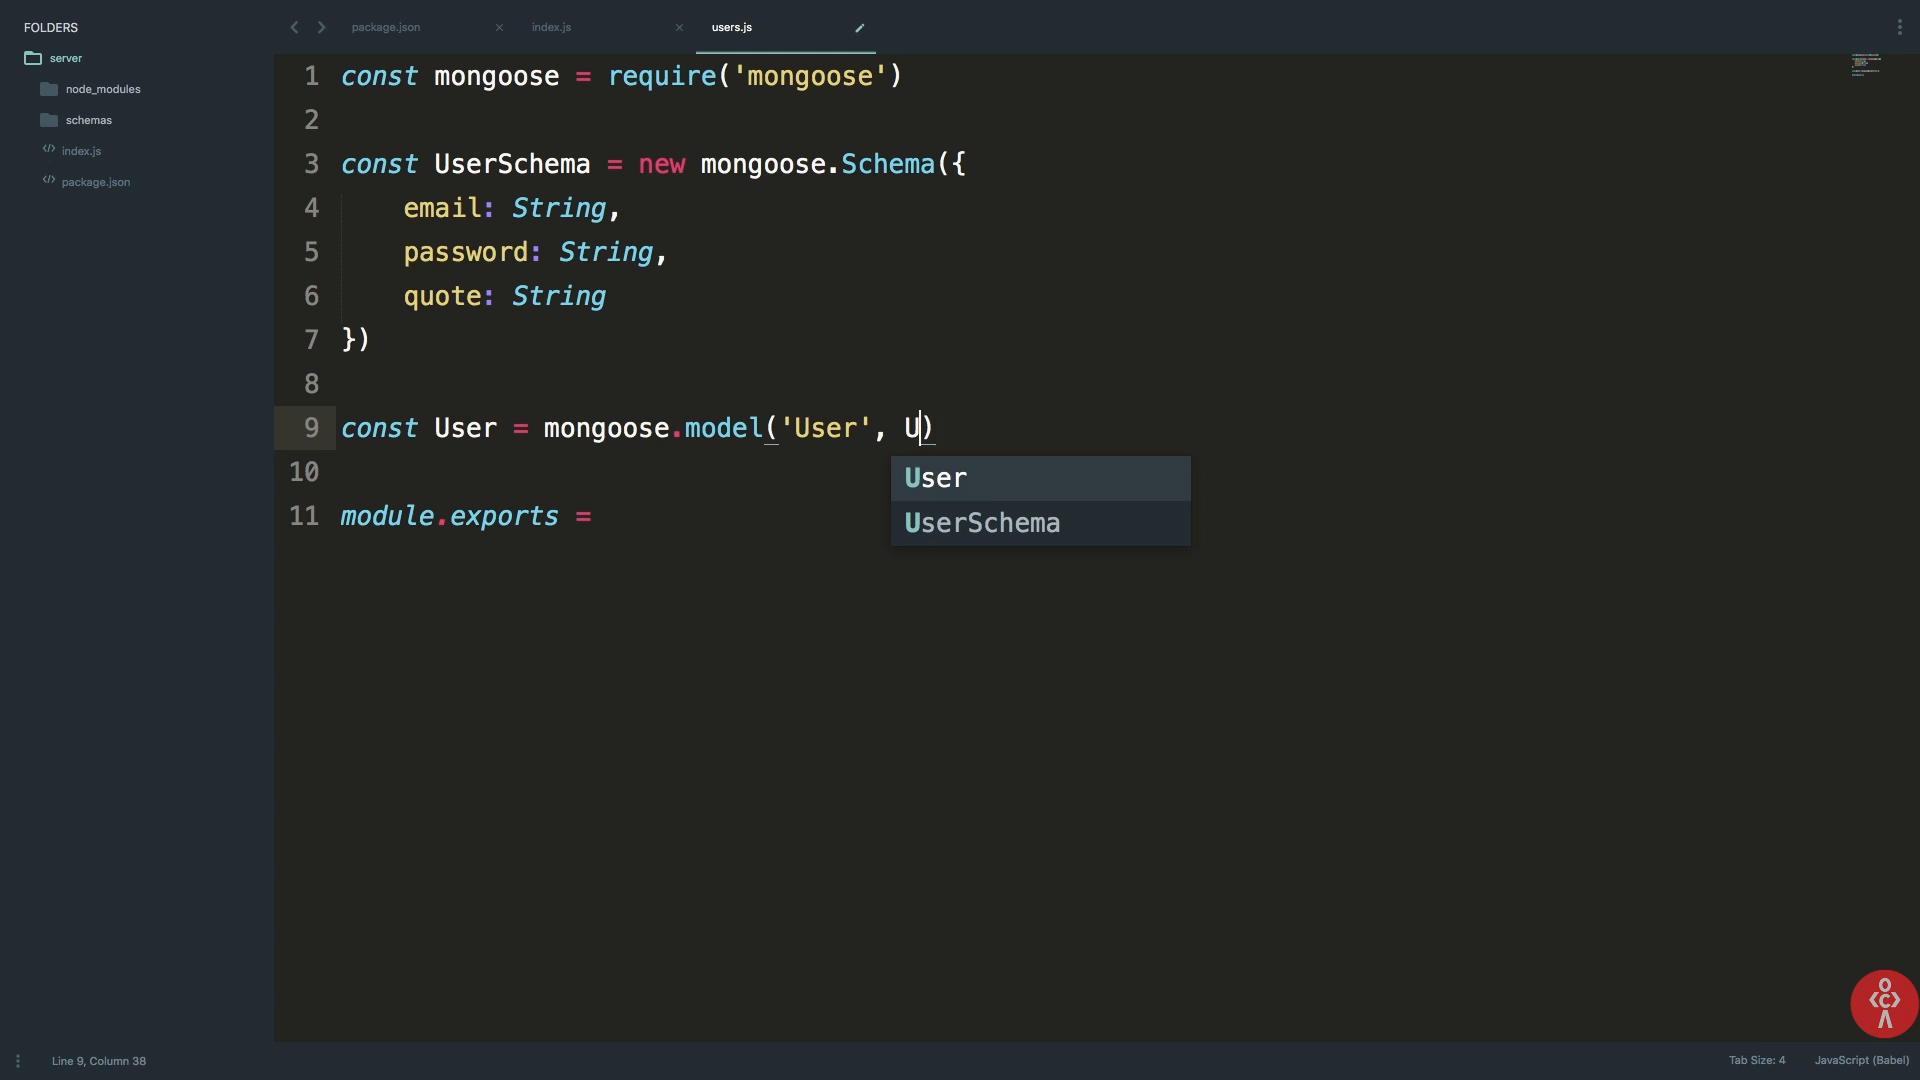 FOLDERS
server
node_modules
schemas
index.js
package.json
package.json
index.js
users.js
1 const mongoose = require('mongoose')
2
3 const UserSchema = new mongoose.Schema({
4 email: String,
5 password: String,
6 quote: String
7 })
8
9 const User = mongoose.model('User', U)
10
11 module.exports =
User
UserSchema
Line 9, Column 38
Tab Size: 4
JavaScript (Babel)